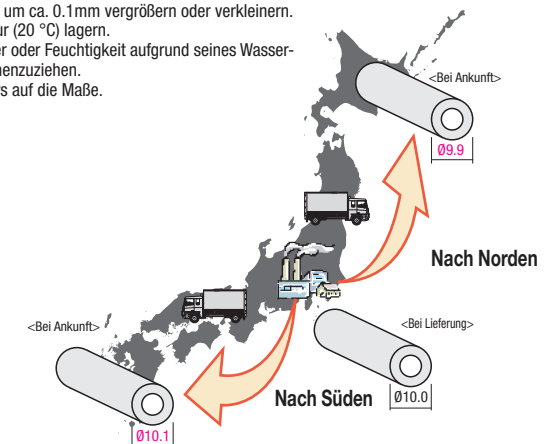 um ca. 0.1mm vergrößern oder verkleinern.
ur (20 °C) lagern.
er oder Feuchtigkeit aufgrund seines Wasser-
nenzuziehen.
s auf die Maße.
<Bei Ankunft>
Ø9.9
Nach Norden
<Bei Ankunft>
<Bei Lieferung>
Nach Süden
Ø10.0
Ø10.1